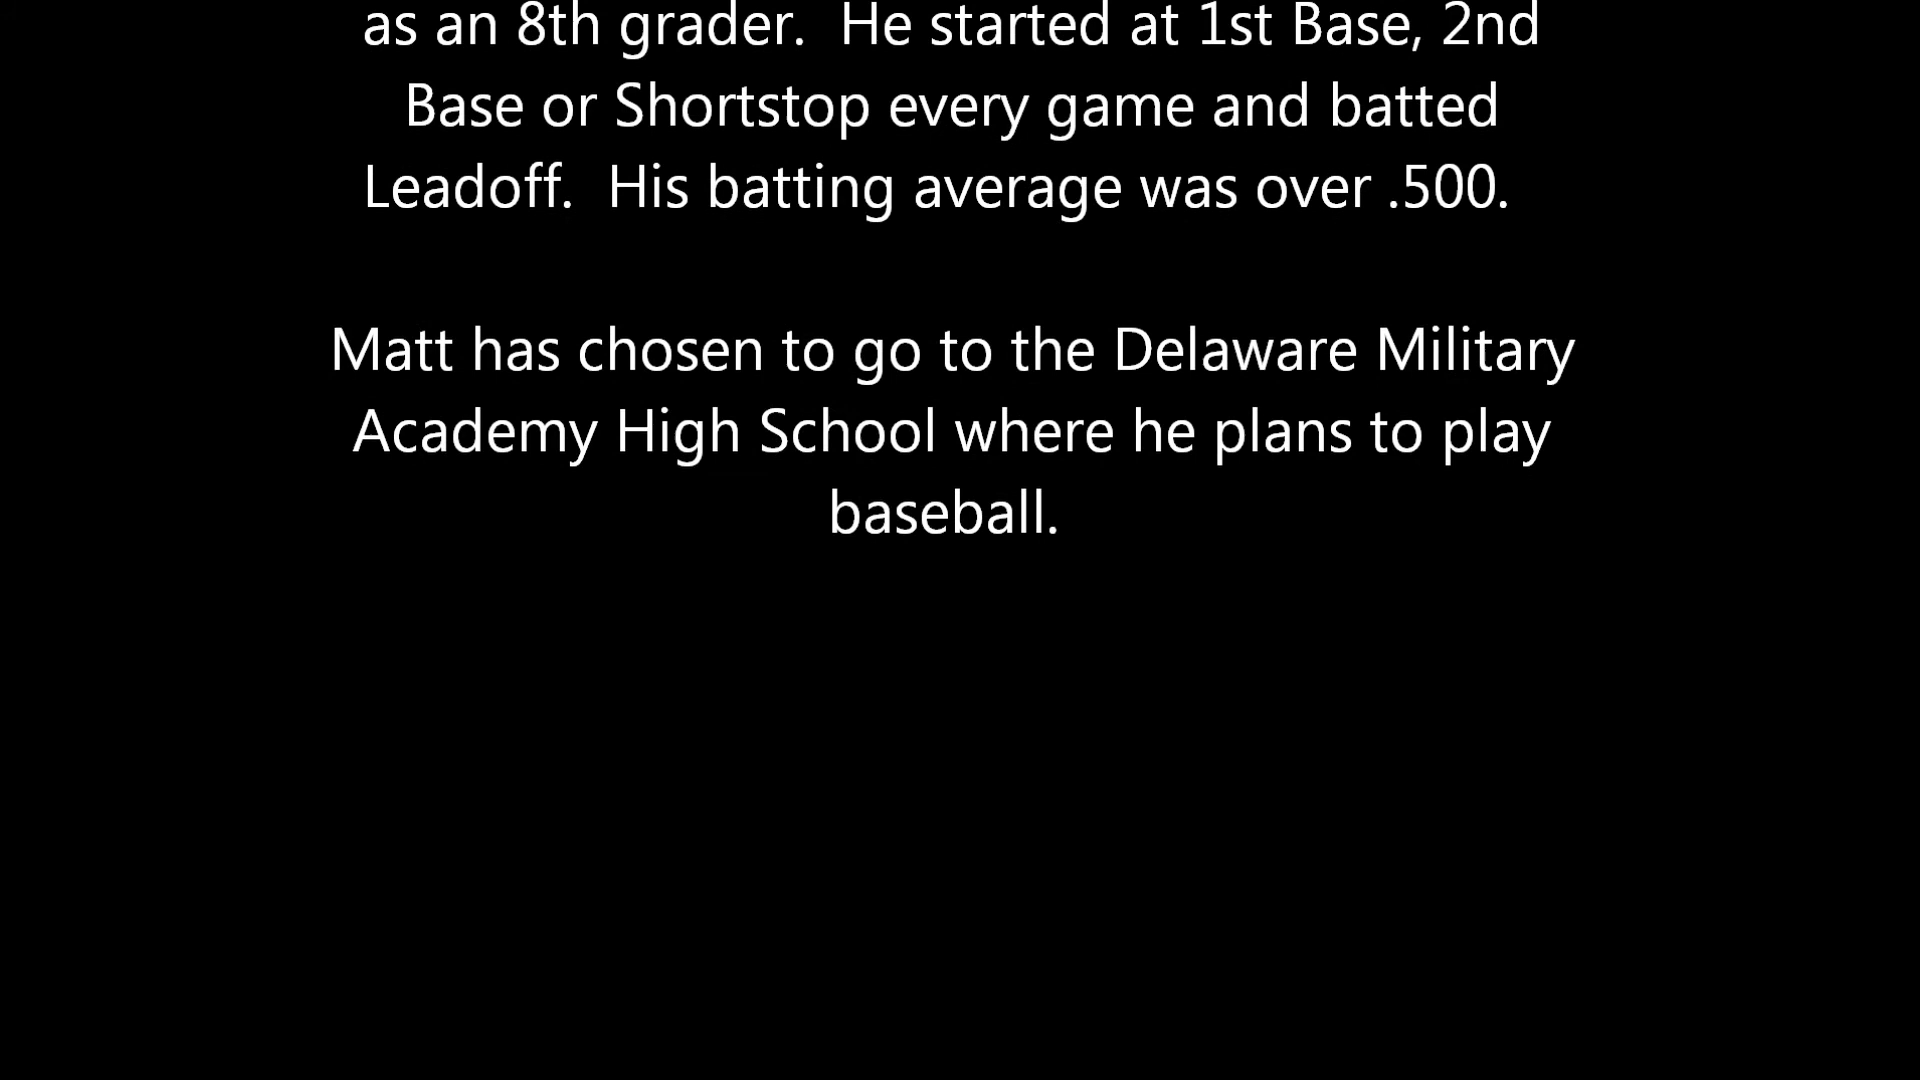 as an 8th grader.  He started at 1st Base, 2nd
Base or Shortstop every game and batted
Leadoff.  His batting average was over .500.
Matt has chosen to go to the Delaware Military
Academy High School where he plans to play
baseball.